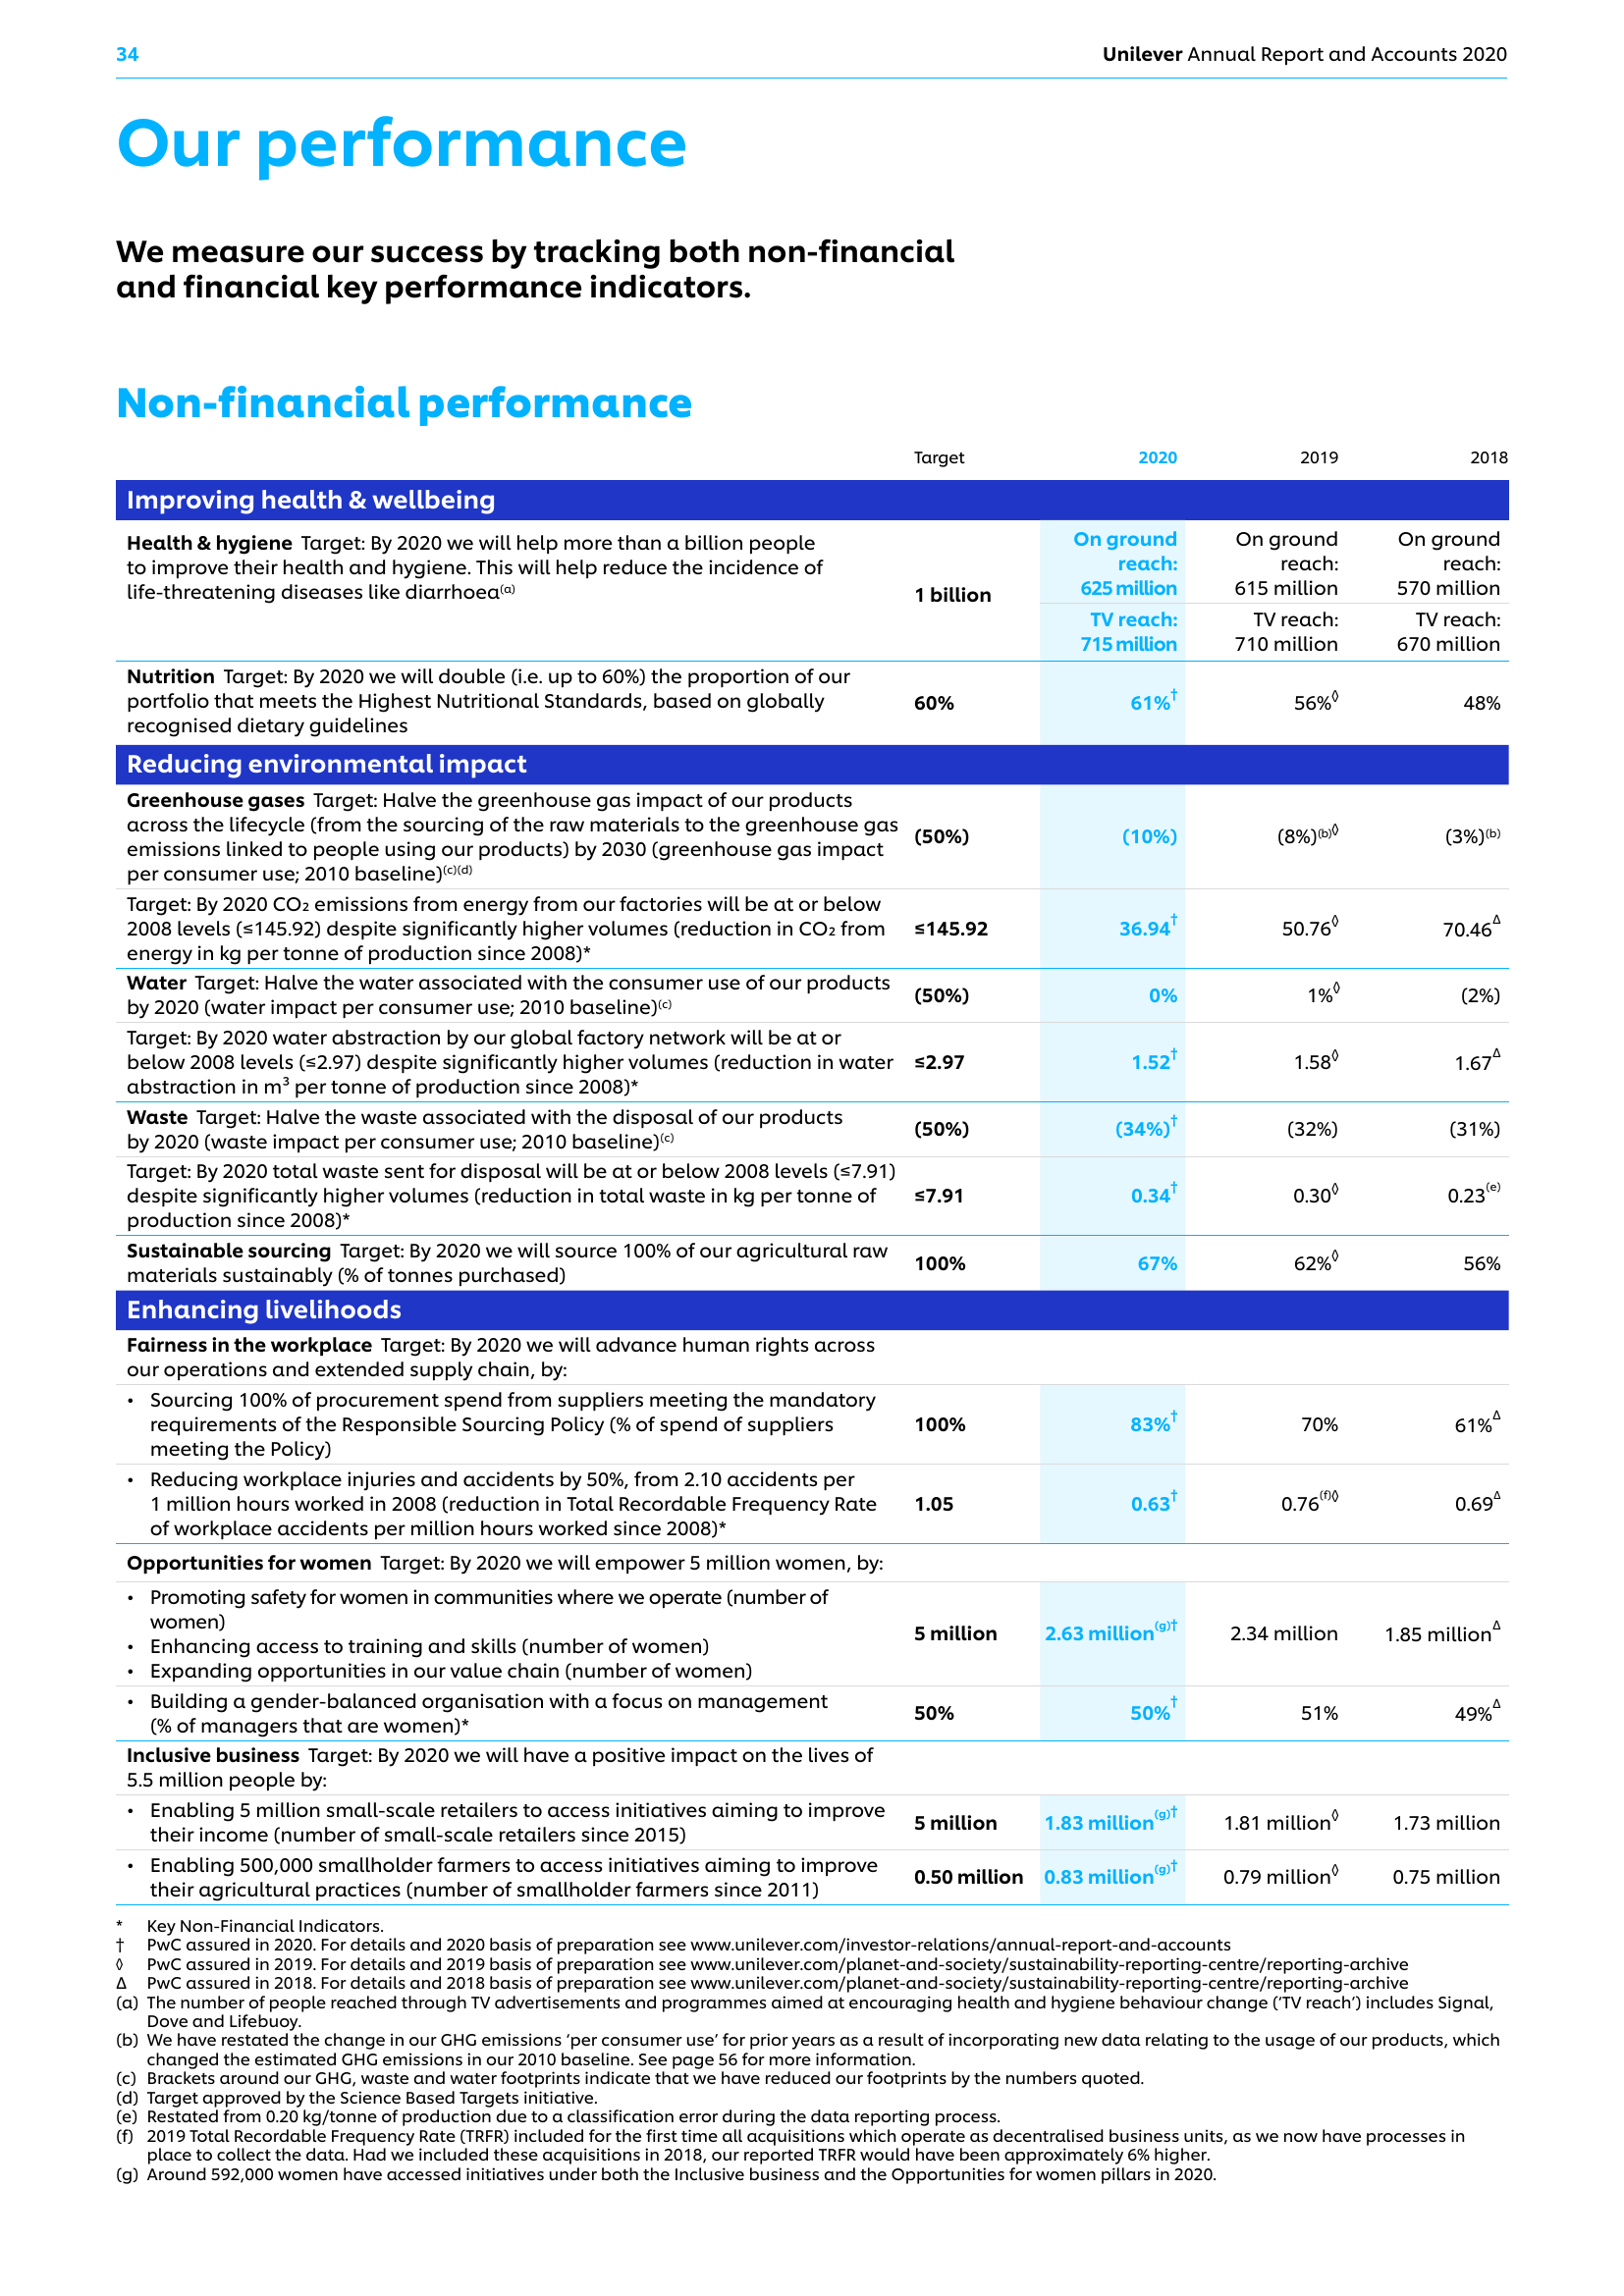 34
Unilever Annual Report and Accounts 2020
Our performance
We measure our success by tracking both non-financial
and financial key performance indicators.
Non-financial performance
Target 2020 2019 2018
Improving health & wellbeing
Health & hygiene Target: By 2020 we will help more than a billion people
to improve their health and hygiene. This will help reduce the incidence of
life-threatening diseases like diarrhoea(a)
1 billion
On ground
reach:
625 million
On ground
reach:
615 million
On ground
reach:
570 million
TV reach:
715 million
TV reach:
710 million
TV reach:
670 million
Nutrition Target: By 2020 we will double (i.e. up to 60%) the proportion of our
portfolio that meets the Highest Nutritional Standards, based on globally
recognised dietary guidelines
60% 61%† 56%◊ 48%
Reducing environmental impact
Greenhouse gases Target: Halve the greenhouse gas impact of our products
across the lifecycle (from the sourcing of the raw materials to the greenhouse gas
emissions linked to people using our products) by 2030 (greenhouse gas impact
per consumer use; 2010 baseline)(c)(d)
(50%) (10%) (8%)(b)◊ (3%)(b)
Target: By 2020 CO₂ emissions from energy from our factories will be at or below
2008 levels (≤145.92) despite significantly higher volumes (reduction in CO₂ from
energy in kg per tonne of production since 2008)*
≤145.92 36.94† 50.76◊ 70.46Δ
Water Target: Halve the water associated with the consumer use of our products
by 2020 (water impact per consumer use; 2010 baseline)(c)
(50%) 0% 1%◊ (2%)
Target: By 2020 water abstraction by our global factory network will be at or
below 2008 levels (≤2.97) despite significantly higher volumes (reduction in water
abstraction in m³ per tonne of production since 2008)*
≤2.97 1.52† 1.58◊ 1.67Δ
Waste Target: Halve the waste associated with the disposal of our products
by 2020 (waste impact per consumer use; 2010 baseline)(c)
(50%) (34%)† (32%) (31%)
Target: By 2020 total waste sent for disposal will be at or below 2008 levels (≤7.91)
despite significantly higher volumes (reduction in total waste in kg per tonne of
production since 2008)*
≤7.91 0.34† 0.30◊ 0.23(e)
Sustainable sourcing Target: By 2020 we will source 100% of our agricultural raw
materials sustainably (% of tonnes purchased)
100% 67% 62%◊ 56%
Enhancing livelihoods
Fairness in the workplace Target: By 2020 we will advance human rights across
our operations and extended supply chain, by:
• Sourcing 100% of procurement spend from suppliers meeting the mandatory
requirements of the Responsible Sourcing Policy (% of spend of suppliers
meeting the Policy)
100% 83%† 70% 61%Δ
• Reducing workplace injuries and accidents by 50%, from 2.10 accidents per
1 million hours worked in 2008 (reduction in Total Recordable Frequency Rate
of workplace accidents per million hours worked since 2008)*
1.05 0.63† 0.76(f)◊ 0.69Δ
Opportunities for women Target: By 2020 we will empower 5 million women, by:
• Promoting safety for women in communities where we operate (number of
women)
• Enhancing access to training and skills (number of women)
• Expanding opportunities in our value chain (number of women)
5 million 2.63 million(g)† 2.34 million 1.85 millionΔ
• Building a gender-balanced organisation with a focus on management
(% of managers that are women)*
50% 50%† 51% 49%Δ
Inclusive business Target: By 2020 we will have a positive impact on the lives of
5.5 million people by:
• Enabling 5 million small-scale retailers to access initiatives aiming to improve
their income (number of small-scale retailers since 2015)
5 million 1.83 million(g)† 1.81 million◊ 1.73 million
• Enabling 500,000 smallholder farmers to access initiatives aiming to improve
their agricultural practices (number of smallholder farmers since 2011)
0.50 million 0.83 million(g)† 0.79 million◊ 0.75 million
* Key Non-Financial Indicators.
† PwC assured in 2020. For details and 2020 basis of preparation see www.unilever.com/investor-relations/annual-report-and-accounts
◊ PwC assured in 2019. For details and 2019 basis of preparation see www.unilever.com/planet-and-society/sustainability-reporting-centre/reporting-archive
Δ PwC assured in 2018. For details and 2018 basis of preparation see www.unilever.com/planet-and-society/sustainability-reporting-centre/reporting-archive
(a) The number of people reached through TV advertisements and programmes aimed at encouraging health and hygiene behaviour change (‘TV reach’) includes Signal,
Dove and Lifebuoy.
(b) We have restated the change in our GHG emissions ‘per consumer use’ for prior years as a result of incorporating new data relating to the usage of our products, which
changed the estimated GHG emissions in our 2010 baseline. See page 56 for more information.
(c) Brackets around our GHG, waste and water footprints indicate that we have reduced our footprints by the numbers quoted.
(d) Target approved by the Science Based Targets initiative.
(e) Restated from 0.20 kg/tonne of production due to a classification error during the data reporting process.
(f) 2019 Total Recordable Frequency Rate (TRFR) included for the first time all acquisitions which operate as decentralised business units, as we now have processes in
place to collect the data. Had we included these acquisitions in 2018, our reported TRFR would have been approximately 6% higher.
(g) Around 592,000 women have accessed initiatives under both the Inclusive business and the Opportunities for women pillars in 2020.